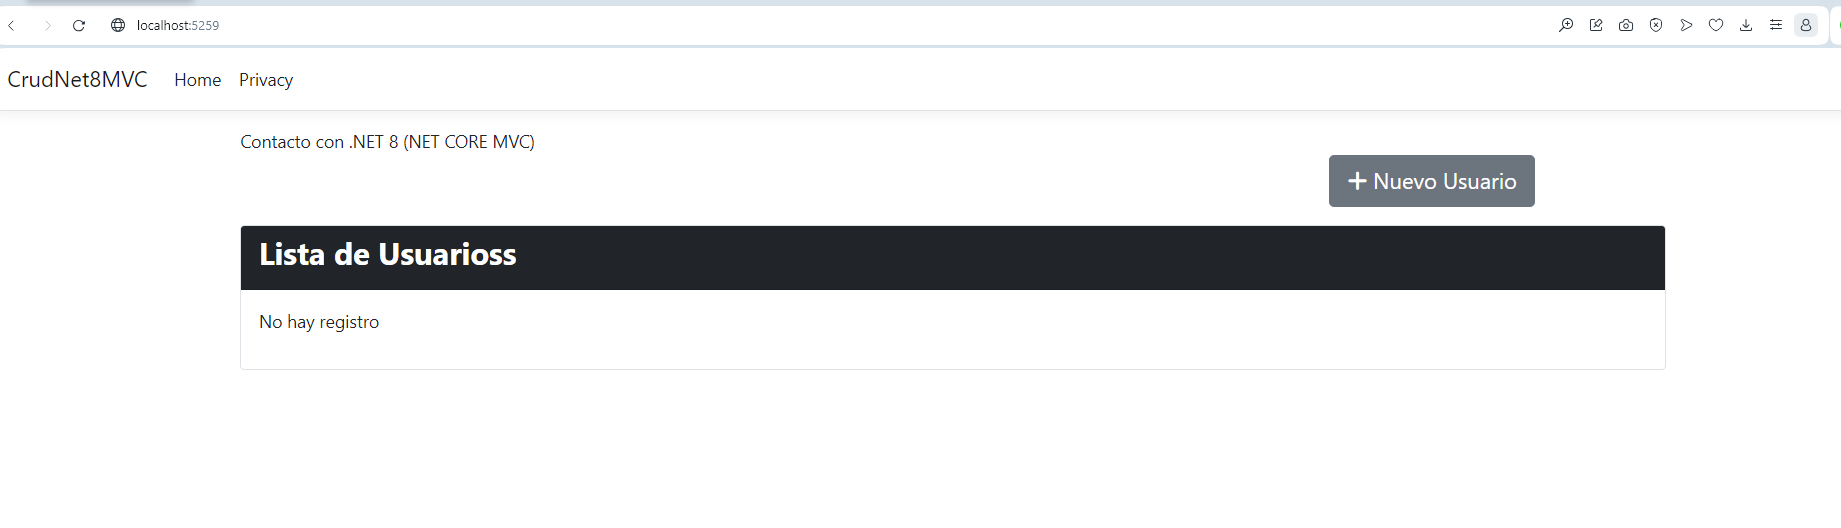 localhost:5259
CrudNet8MVC Home Privacy
Contacto con .NET 8 (NET CORE MVC)
Nuevo Usuario
Lista de Usuarioss
No hay registro